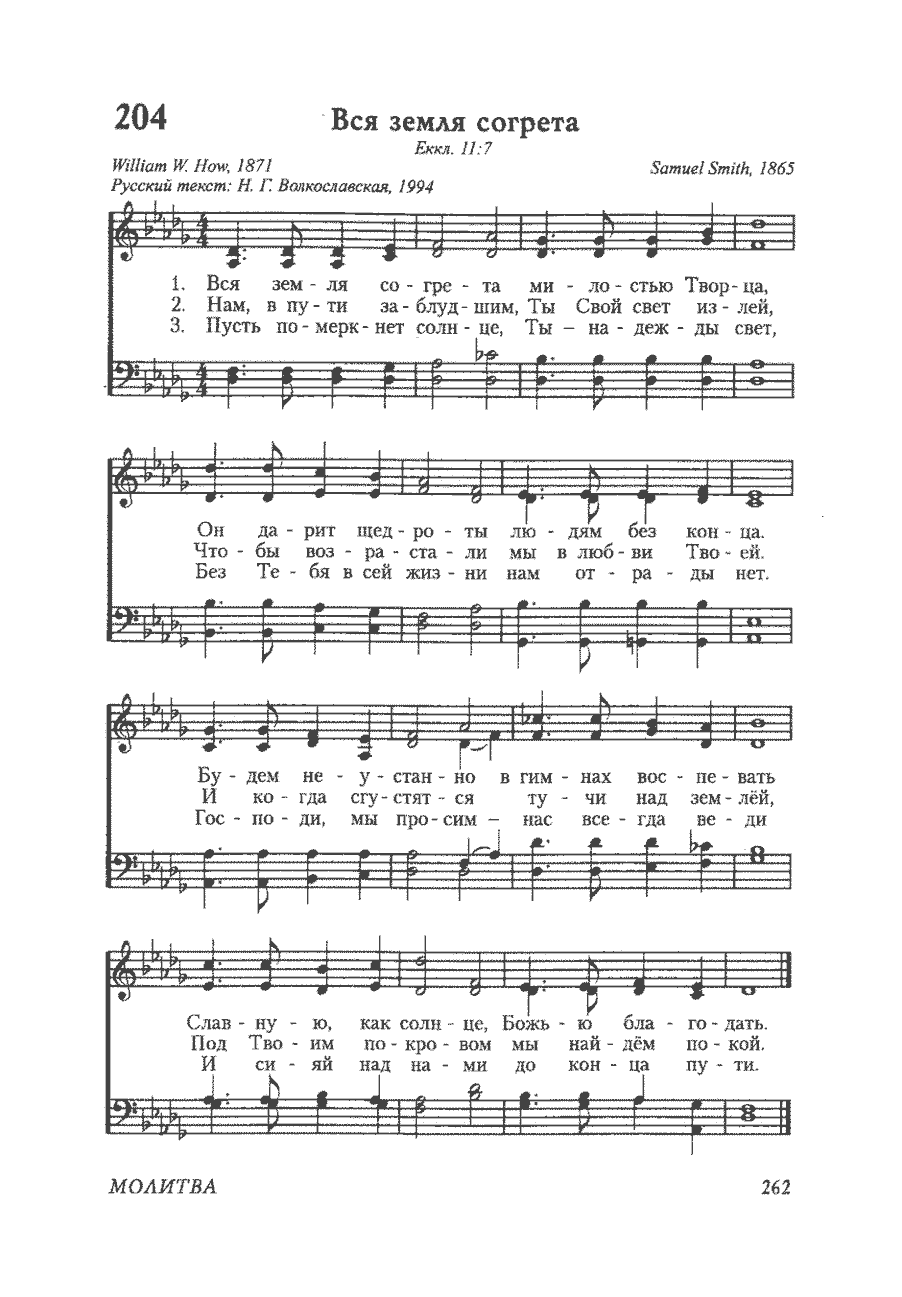 204 Вся земля согрета
Еккл. 11:7
William W. How, 1871
Samuel Smith, 1865
Русский текст: Н. Г. Волкославская, 1994
1. Вся зем - ля со - гре - та ми - ло - стью Твор - ца,
2. Нам, в пу - ти за - блуд - шим, Ты Свой свет из - лей,
3. Пусть по - мерк - нет солн - це, Ты – на - деж - ды свет,
Он да - рит щед - ро - ты лю - дям без кон - ца.
Что - бы воз - ра - ста - ли мы в люб - ви Тво - ей.
Без Те - бя в сей жиз - ни нам от - ра - ды нет.
Бу - дем не - у - стан - но в гим - нах вос - пе - вать
И ко - гда сгу - стят - ся ту - чи над зем - лёй,
Гос - по - ди, мы про - сим – нас все - гда ве - ди
Слав - ну - ю, как солн - це, Божь - ю бла - го - дать.
Под Тво - им по - кро - вом мы най - дём по - кой.
И си - яй над на - ми до кон - ца пу - ти.
МОЛИТВА 262